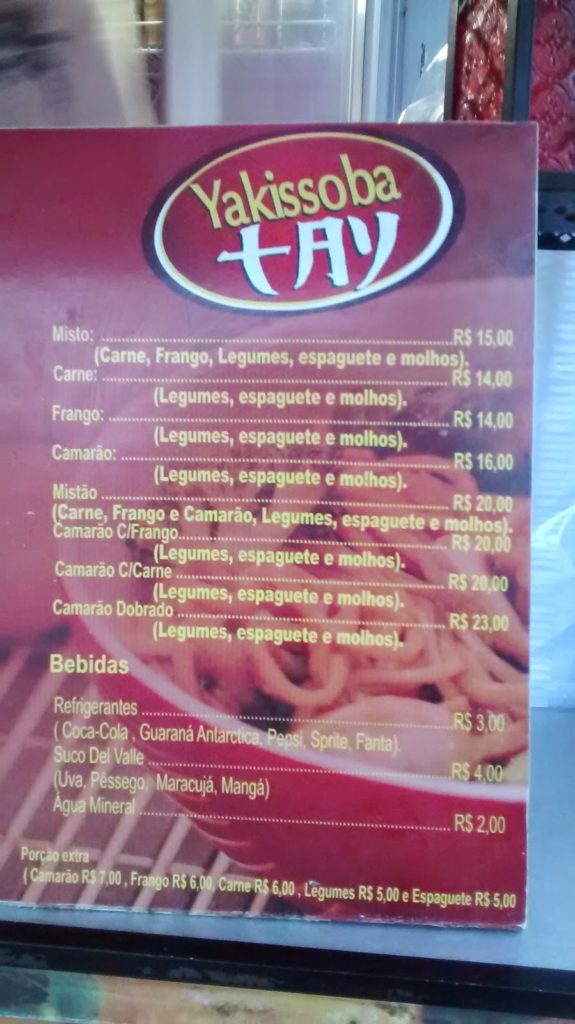 Yakissoba
十月リ
Misto: ........ R$ 15,00
(Carne, Frango, Legumes, espaguete e molhos).
Carne: ........ R$ 14,00
(Legumes, espaguete e molhos).
Frango: ........ R$ 14,00
(Legumes, espaguete e molhos).
Camarão: ........ R$ 16,00
(Legumes, espaguete e molhos).
Mistão ........ R$ 20,00
(Carne, Frango e Camarão, Legumes, espaguete e molhos).
Camarão C/Frango ........ R$ 20,00
(Legumes, espaguete e molhos).
Camarão C/Carne ........ R$ 20,00
(Legumes, espaguete e molhos).
Camarão Dobrado ........ R$ 23,00
(Legumes, espaguete e molhos).
Bebidas
Refrigerantes ........ R$ 3,00
( Coca-Cola , Guaraná Antarctica, Pepsi, Sprite, Fanta).
Suco Del Valle ........ R$ 4,00
(Uva, Pêssego, Maracujá, Mangá)
Água Mineral ........ R$ 2,00
Porção extra
( Camarão R$ 7,00 , Frango R$ 6,00, Carne R$ 6,00 , Legumes R$ 5,00 e Espaguete R$ 5,00